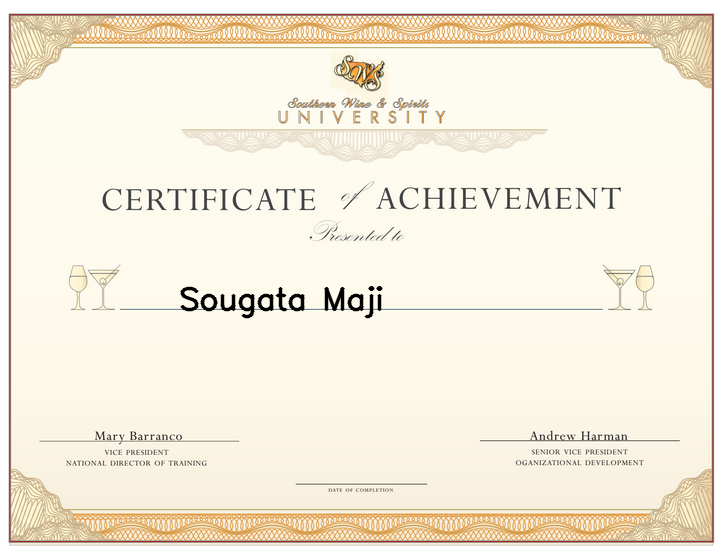 SWS
Southern Wine & Spirits
UNIVERSITY
CERTIFICATE of ACHIEVEMENT
Presented to
Sougata Maji
Mary Barranco
VICE PRESIDENT
NATIONAL DIRECTOR OF TRAINING
Andrew Harman
SENIOR VICE PRESIDENT
OGANIZATIONAL DEVELOPMENT
DATE OF COMPLETION